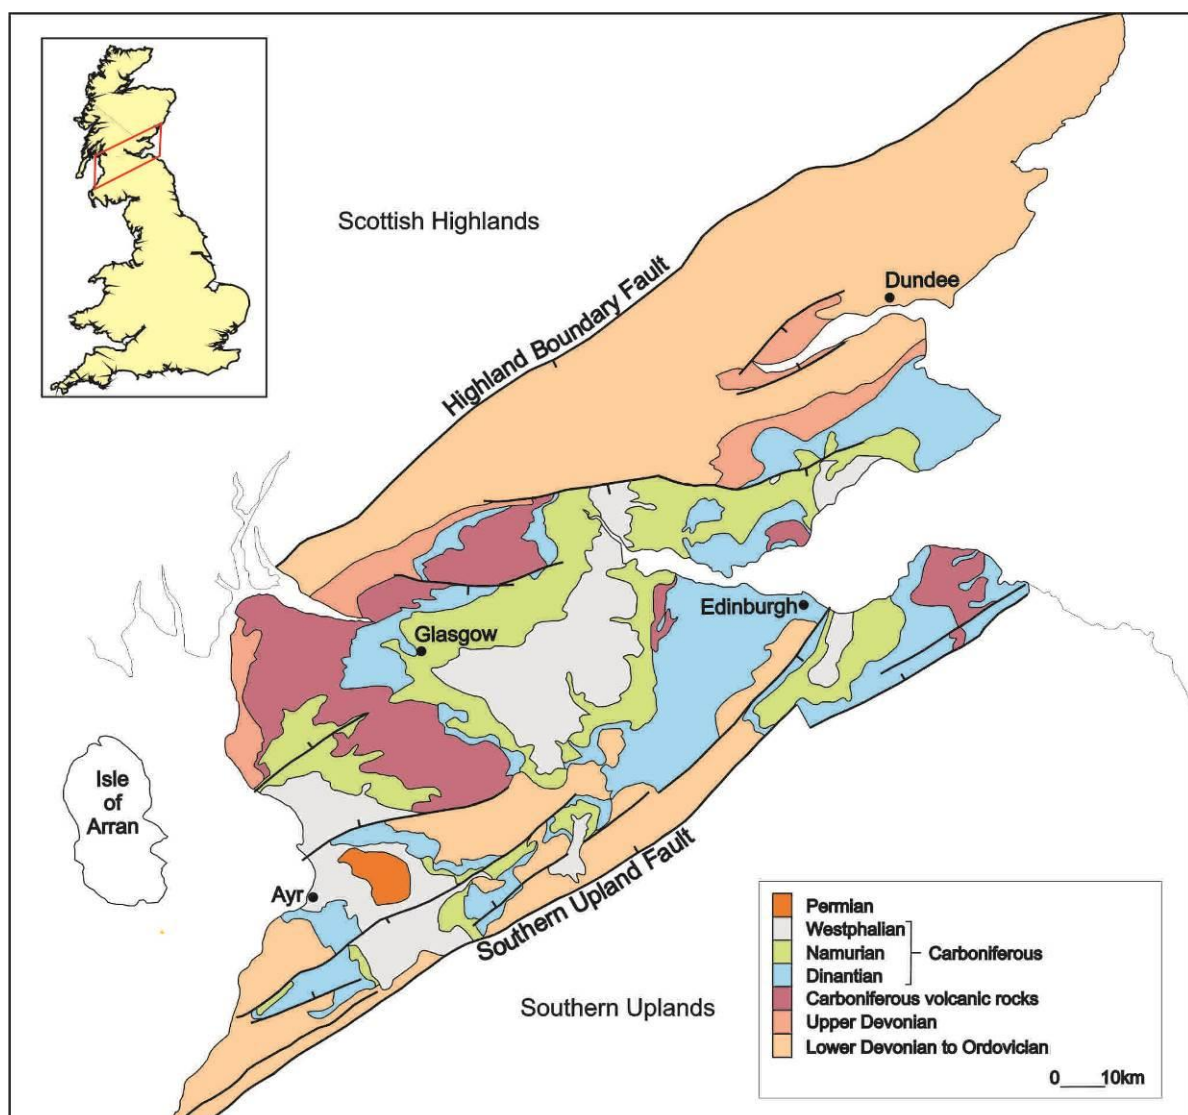 Scottish Highlands
Highland Boundary Fault
Dundee
Edinburgh
Glasgow
Isle
of
Arran
Ayr
Southern Upland Fault
Southern Uplands
Permian
Westphalian
Namurian
Carboniferous
Dinantian
Carboniferous volcanic rocks
Upper Devonian
Lower Devonian to Ordovician
0 10km